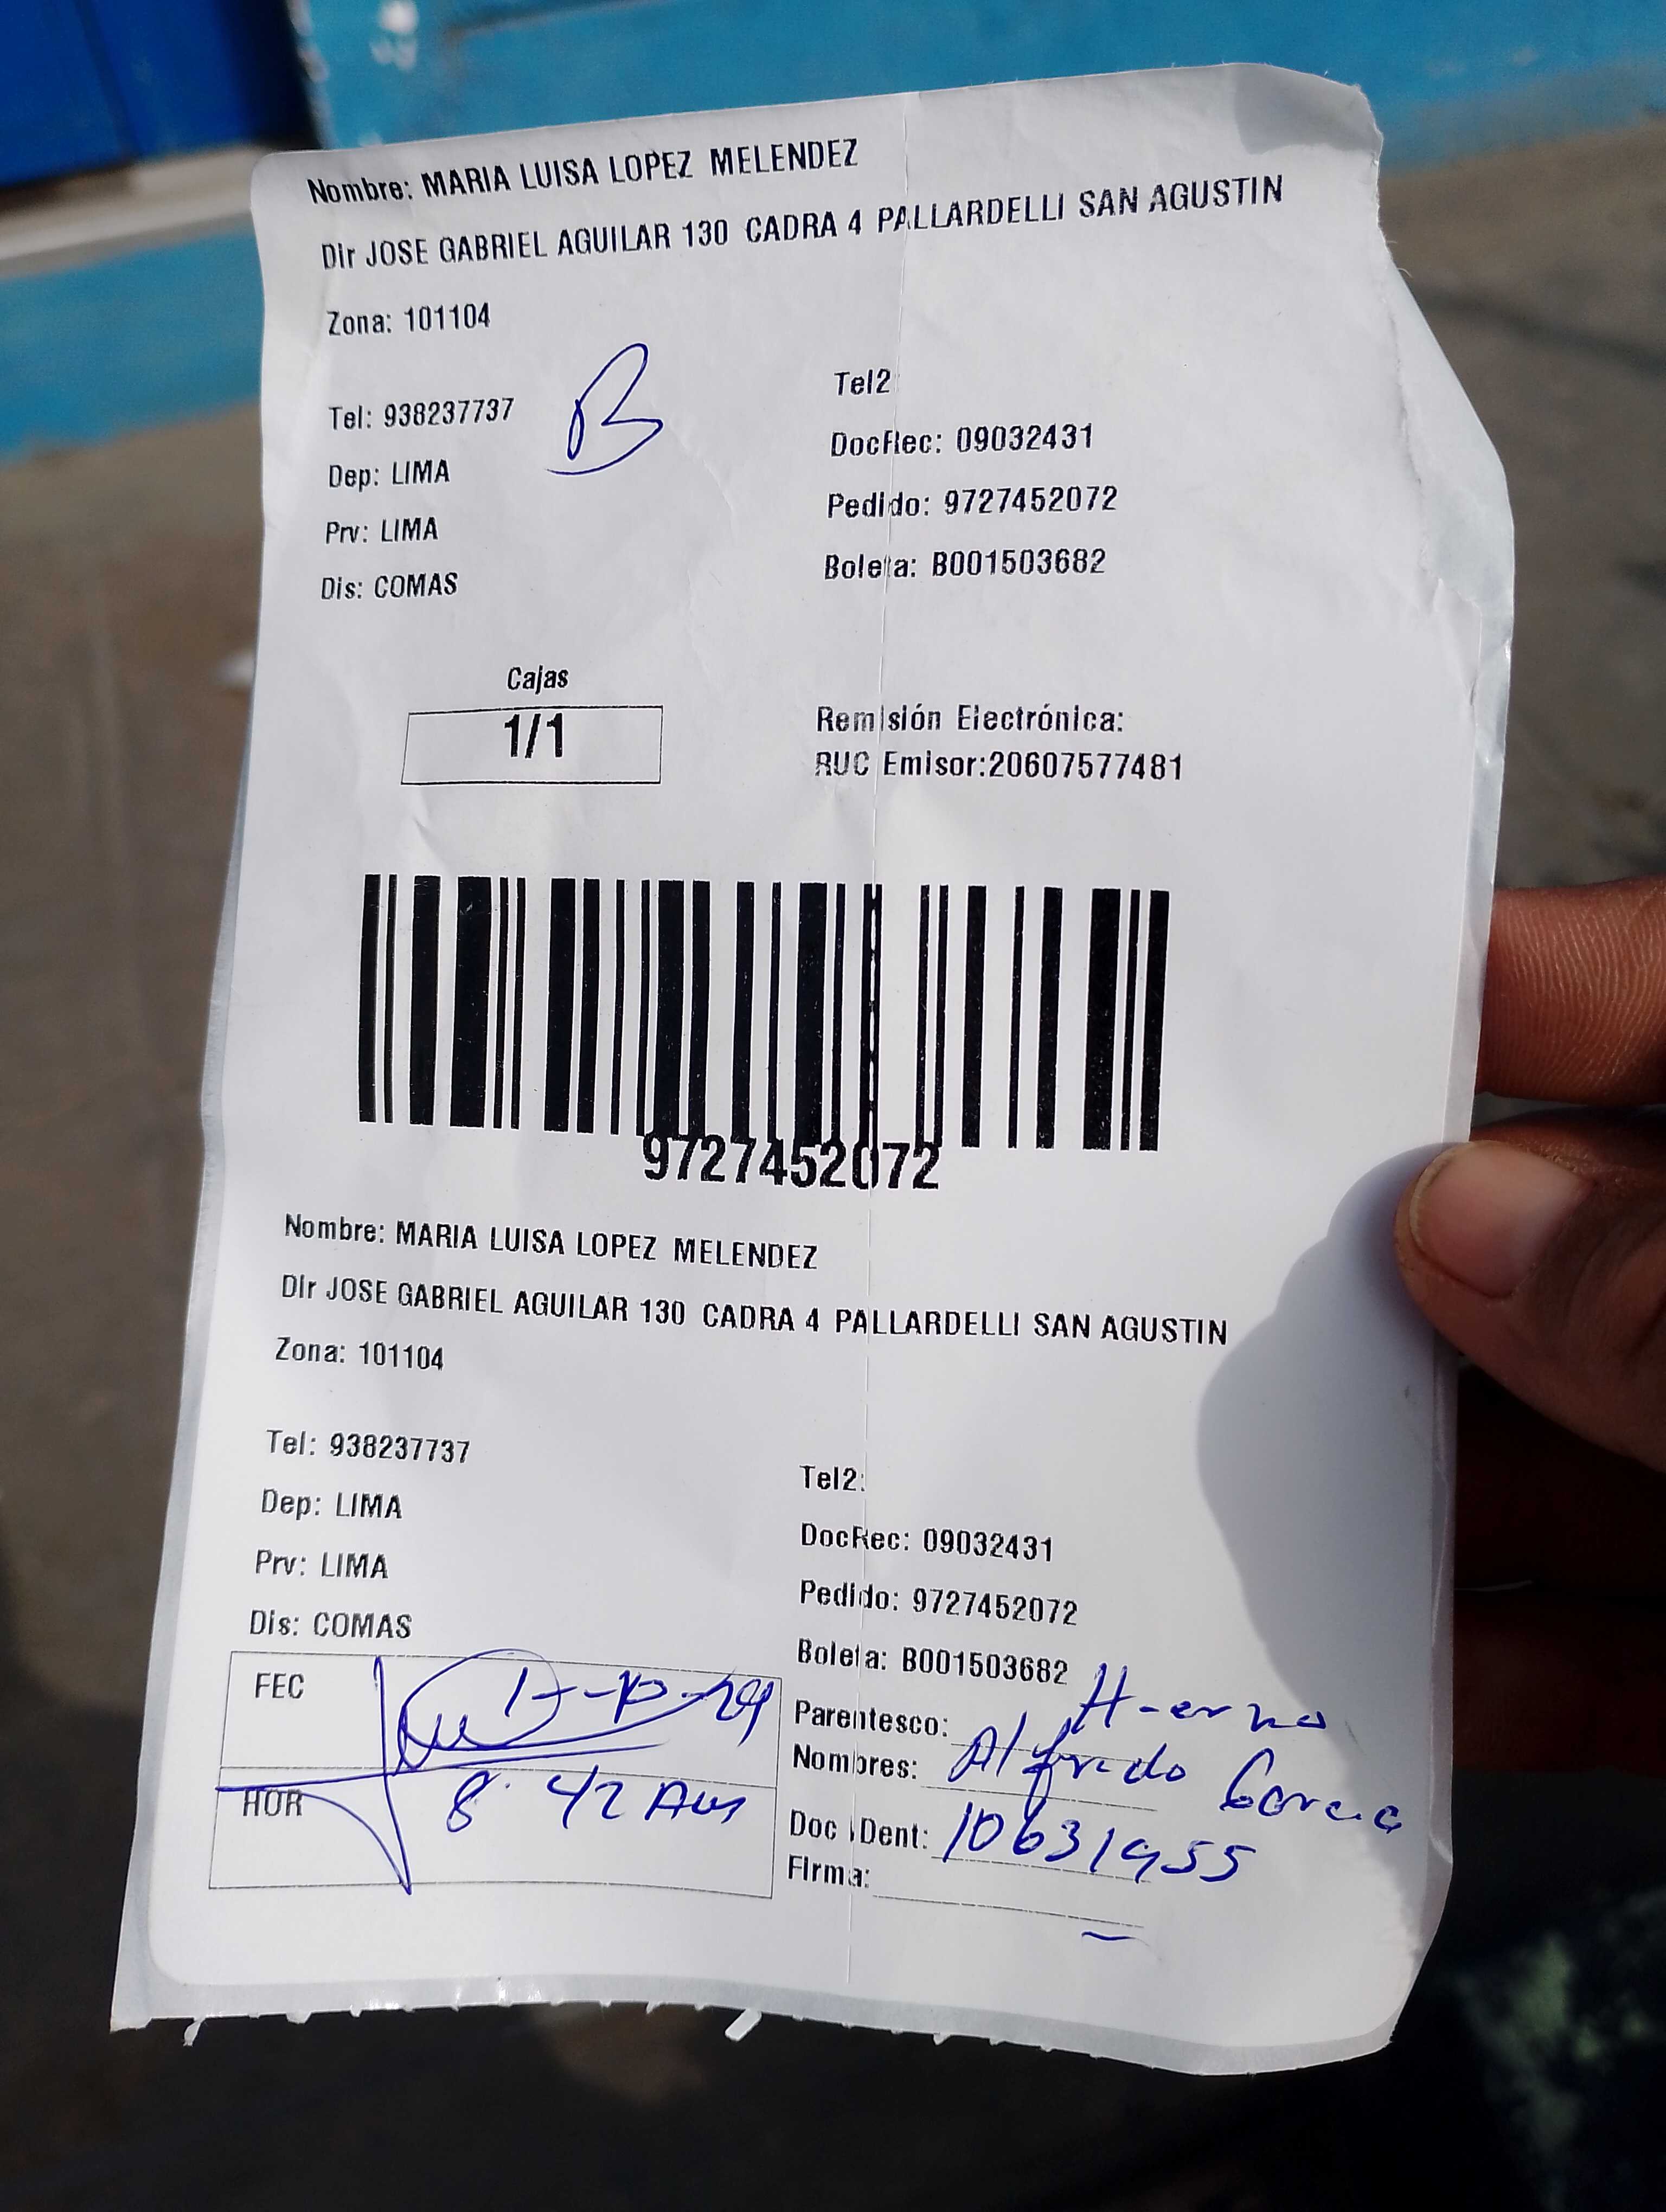 Nombre: MARIA LUISA LOPEZ MELENDEZ
Dir JOSE GABRIEL AGUILAR 130 CADRA 4 PALLARDELLI SAN AGUSTIN
Zona: 101104
B
Tel: 938237737
Dep: LIMA
Prv: LIMA
Dis: COMAS
Tel2
DocRec: 09032431
Pedido: 9727452072
Boleta: B001503682
Cajas
1/1
Remisión Electrónica:
RUC Emisor:20607577481
9727452072
Nombre: MARIA LUISA LOPEZ MELENDEZ
Dir JOSE GABRIEL AGUILAR 130 CADRA 4 PALLARDELLI SAN AGUSTIN
Zona: 101104
Tel: 938237737
Dep: LIMA
Prv: LIMA
Dis: COMAS
Tel2:
DocRec: 09032431
Pedido: 9727452072
Boleta: B001503682
FEC
HOR 8:42 Am
Parentesco:
Nombres: Alfredo
Doc IDent: 10631955
Firma: